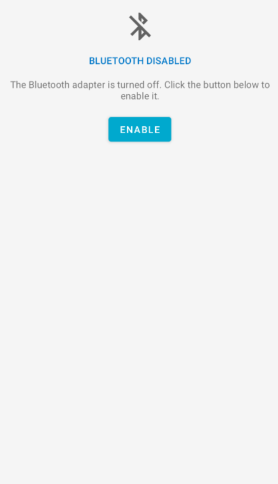 BLUETOOTH DISABLED
The Bluetooth adapter is turned off. Click the button below to
enable it.
ENABLE